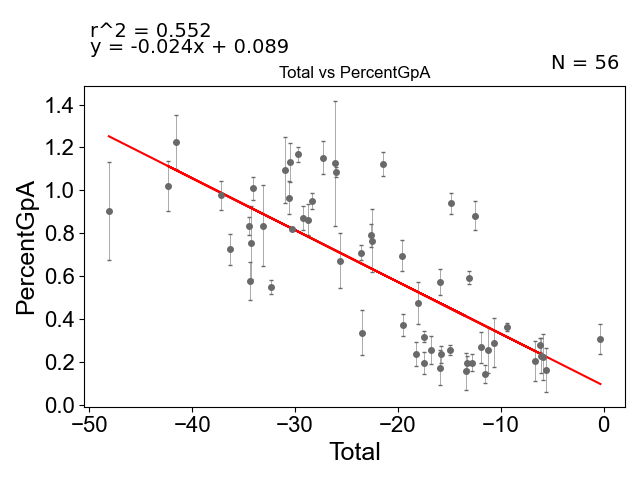 r^2 = 0.552
y = -0.024x + 0.089
N = 56
Total vs PercentGpA
1.4
1.2
1.0
0.8
0.6
0.4
0.2
0.0
PercentGpA
−50
−40
−30
−20
−10
0
Total